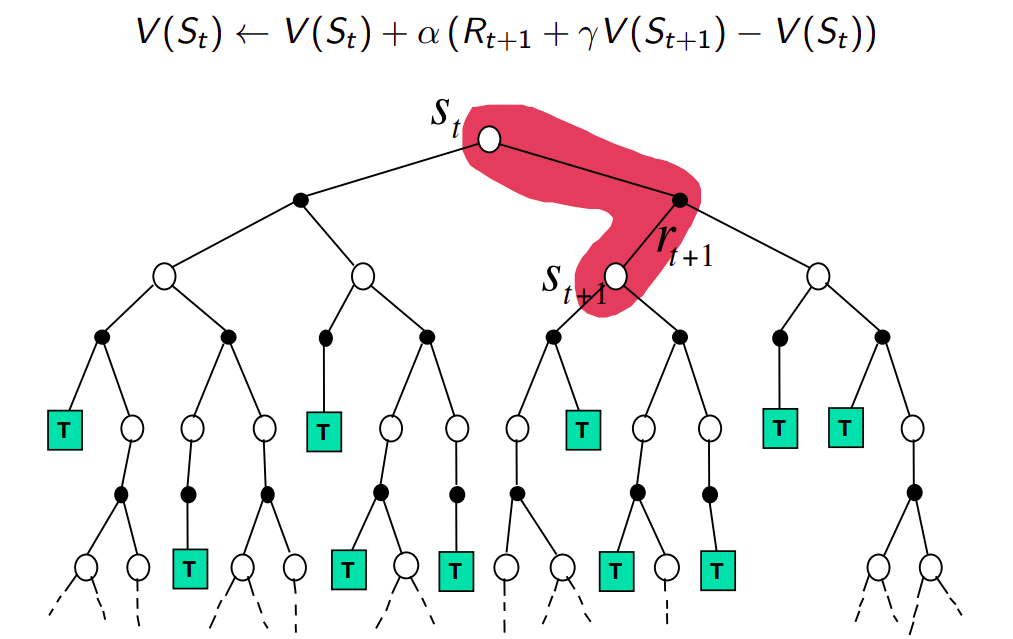 V(S_t) ← V(S_t) + α (R_{t+1} + γV(S_{t+1}) − V(S_t))
s_t
r_{t+1}
s_{t+1}
T T T T T
T T T T T